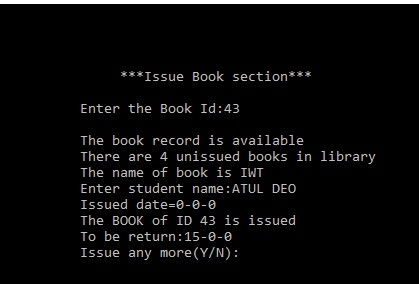 ***Issue Book section***
Enter the Book Id:43
The book record is available
There are 4 unissued books in library
The name of book is IWT
Enter student name:ATUL DEO
Issued date=0-0-0
The BOOK of ID 43 is issued
To be return:15-0-0
Issue any more(Y/N):